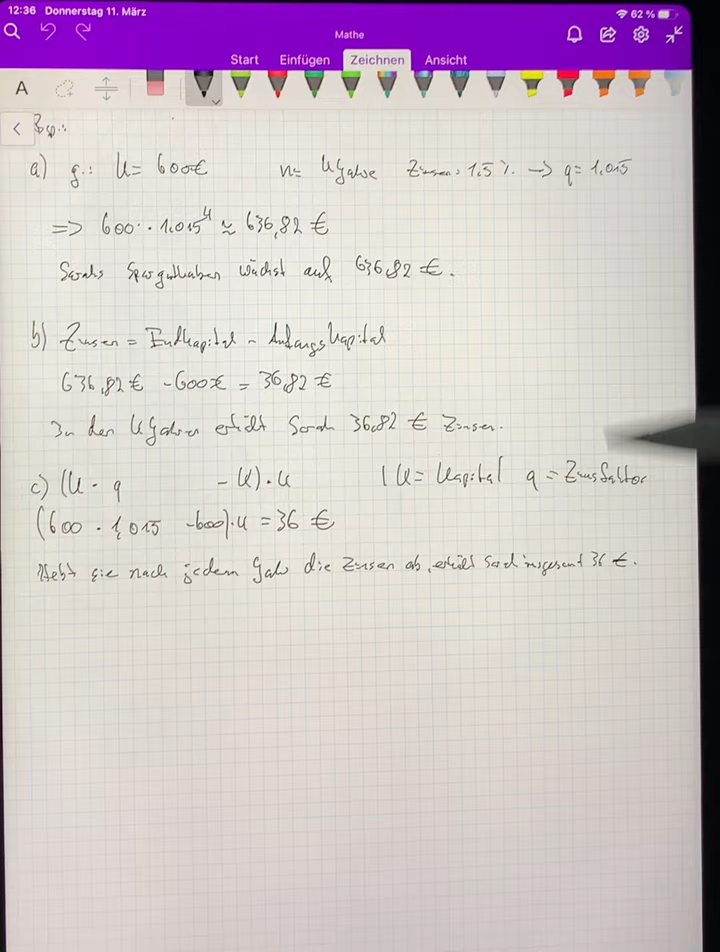 12:36 Donnerstag 11. März 62 %
Mathe
Start Einfügen Zeichnen Ansicht
A
Bsp.:
a) g.: K = 600€ n = 4 Jahre Zinsen: 1,5 % → q = 1,015
=> 600 · 1,015⁴ ≈ 636,82 €
Sarahs Sparguthaben wächst auf 636,82 €.
b) Zinsen = Endkapital - Anfangskapital
636,82 € - 600€ = 36,82 €
In den 4 Jahren erhält Sarah 36,82 € Zinsen.
c) (K · q - K) · 4 | K = Kapital q = Zinsfaktor
(600 · 1,015 - 600) · 4 = 36 €
Hebt sie nach jedem Jahr die Zinsen ab, erhält Sarah insgesamt 36 €.